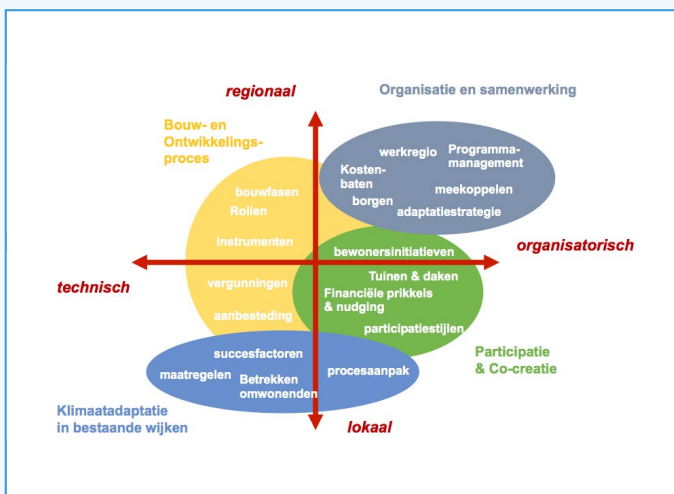 regionaal
Organisatie en samenwerking
Bouw- en
Ontwikkelings-
proces
werkregio
Programma-
management
Kosten-
baten
meekoppelen
borgen
adaptatiestrategie
bouwfasen
Rollen
instrumenten
bewonersinitiatieven
organisatorisch
technisch
vergunningen
Tuinen & daken
Financiële prikkels
& nudging
aanbesteding
participatiestijlen
succesfactoren
maatregelen
Betrekken
omwonenden
procesaanpak
Participatie
& Co-creatie
Klimaatadaptatie
in bestaande wijken
lokaal